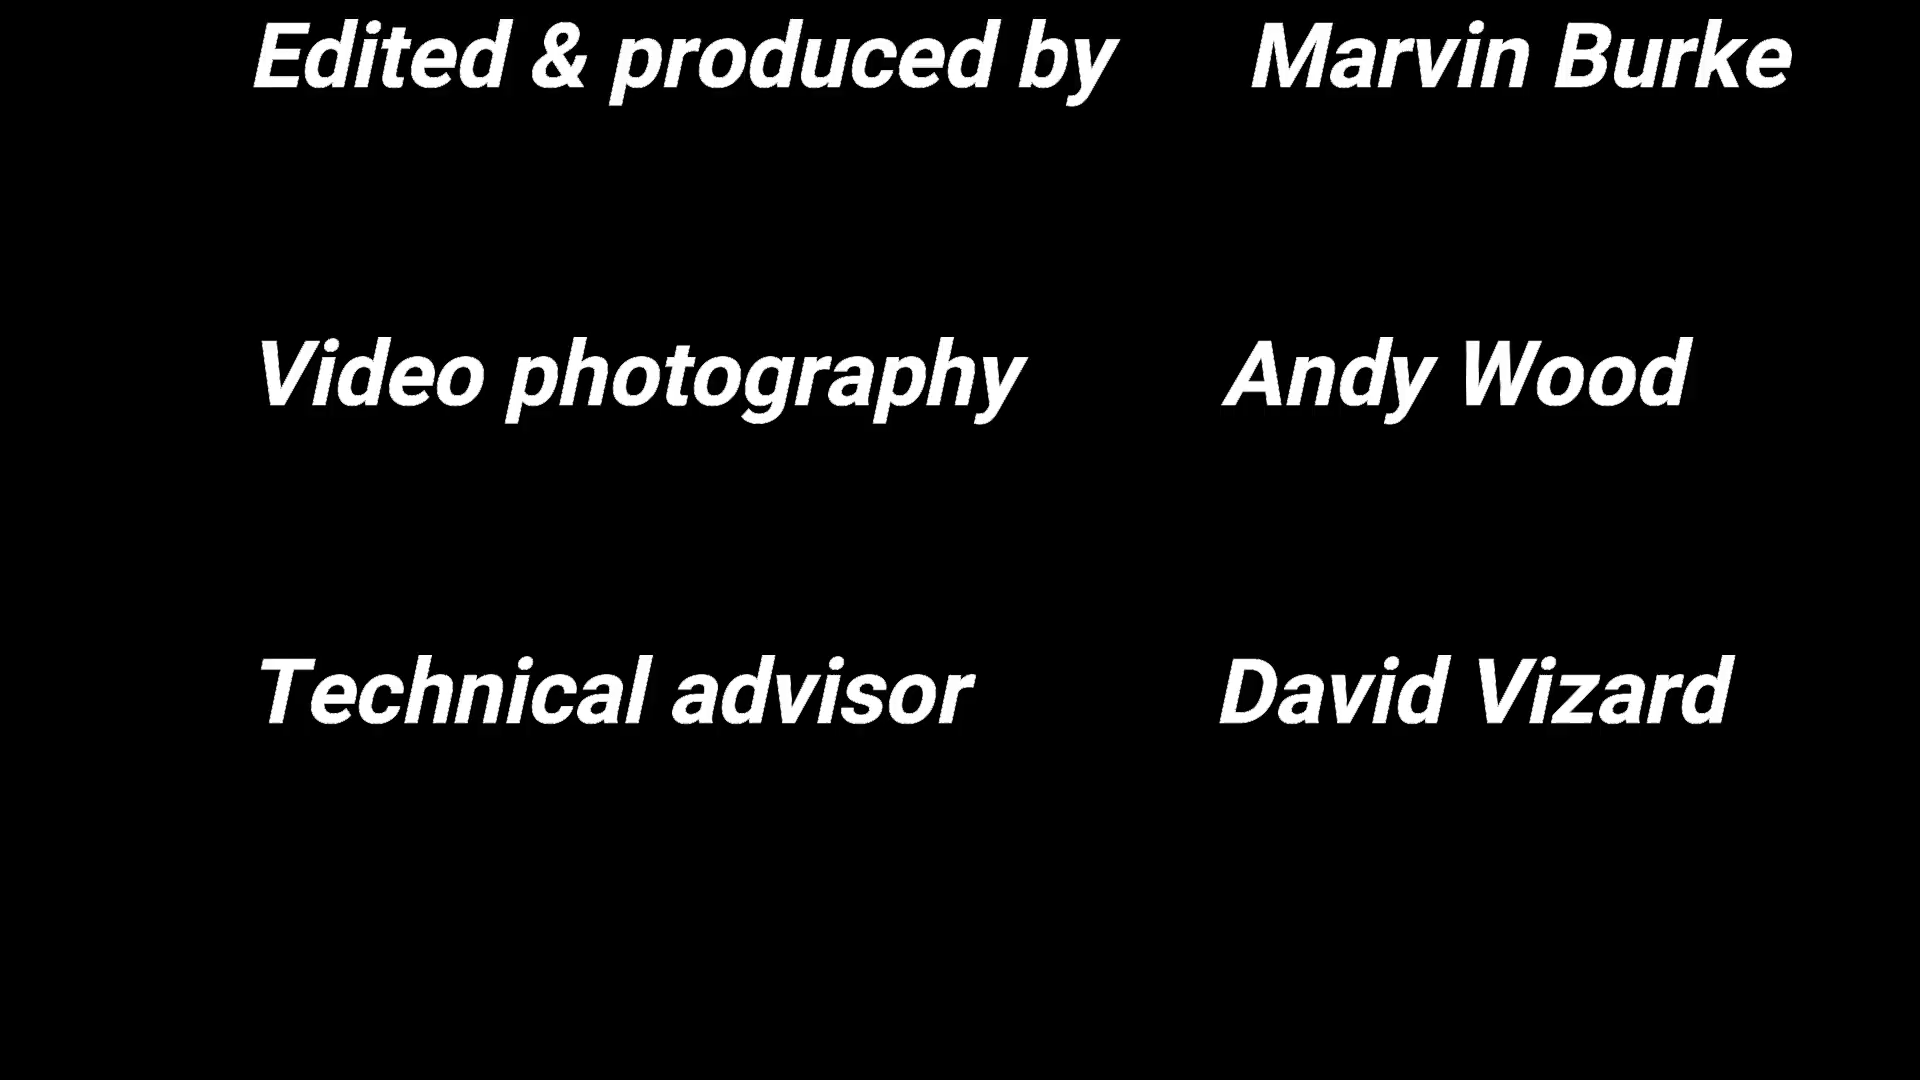 Edited & produced by Marvin Burke
Video photography Andy Wood
Technical advisor David Vizard